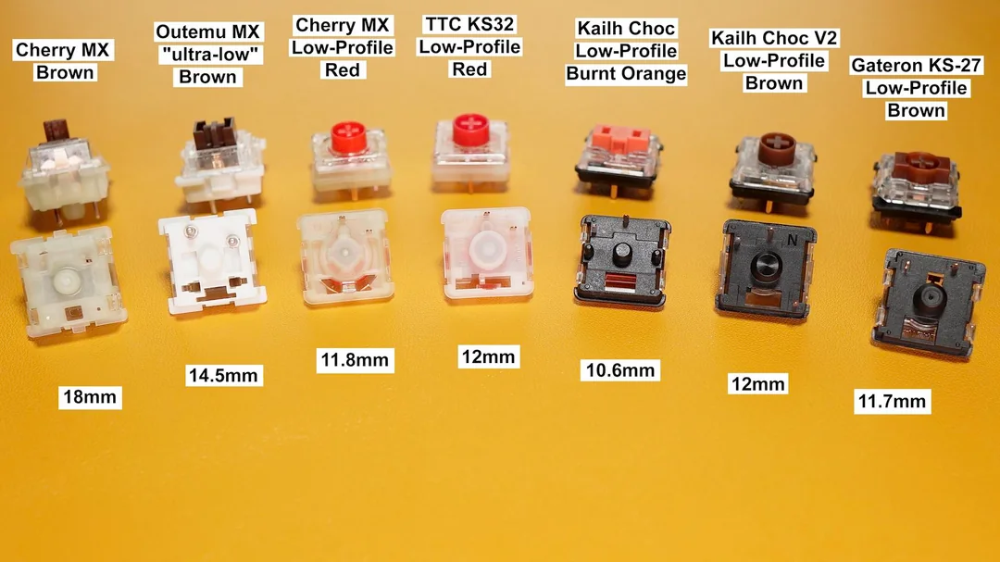 Cherry MX
Brown
Outemu MX
"ultra-low"
Brown
Cherry MX
Low-Profile
Red
TTC KS32
Low-Profile
Red
Kailh Choc
Low-Profile
Burnt Orange
Kailh Choc V2
Low-Profile
Brown
Gateron KS-27
Low-Profile
Brown
N
18mm
14.5mm
11.8mm
12mm
10.6mm
12mm
11.7mm